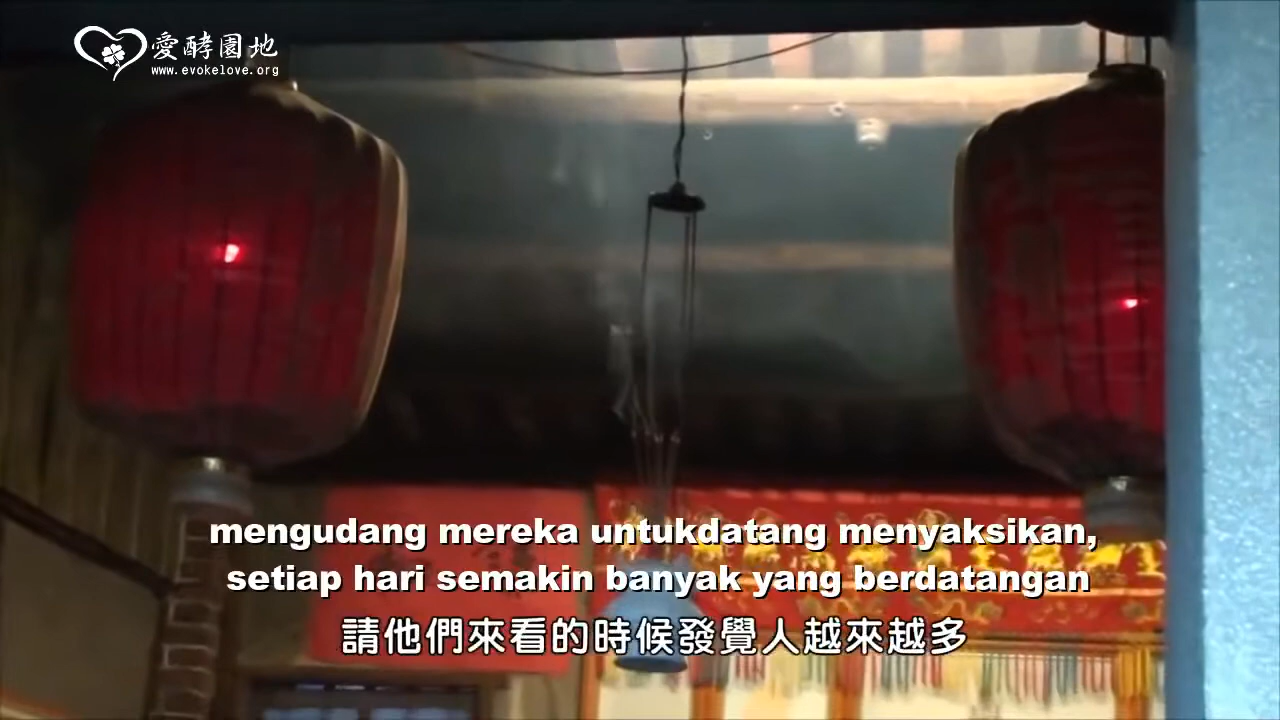 愛酵園地
www.evokelove.org
mengudang mereka untukdatang menyaksikan,
setiap hari semakin banyak yang berdatangan
請他們來看的時候發覺人越來越多